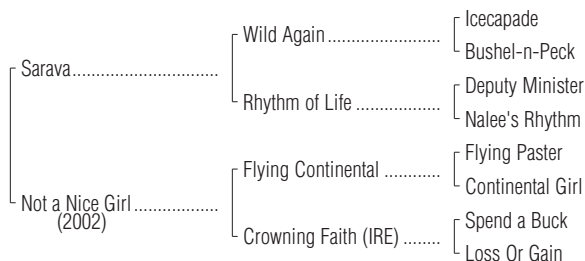 Icecapade
Wild Again
Bushel-n-Peck
Sarava
Deputy Minister
Rhythm of Life
Nalee's Rhythm
Flying Paster
Flying Continental
Continental Girl
Not a Nice Girl
(2002)
Spend a Buck
Crowning Faith (IRE)
Loss Or Gain